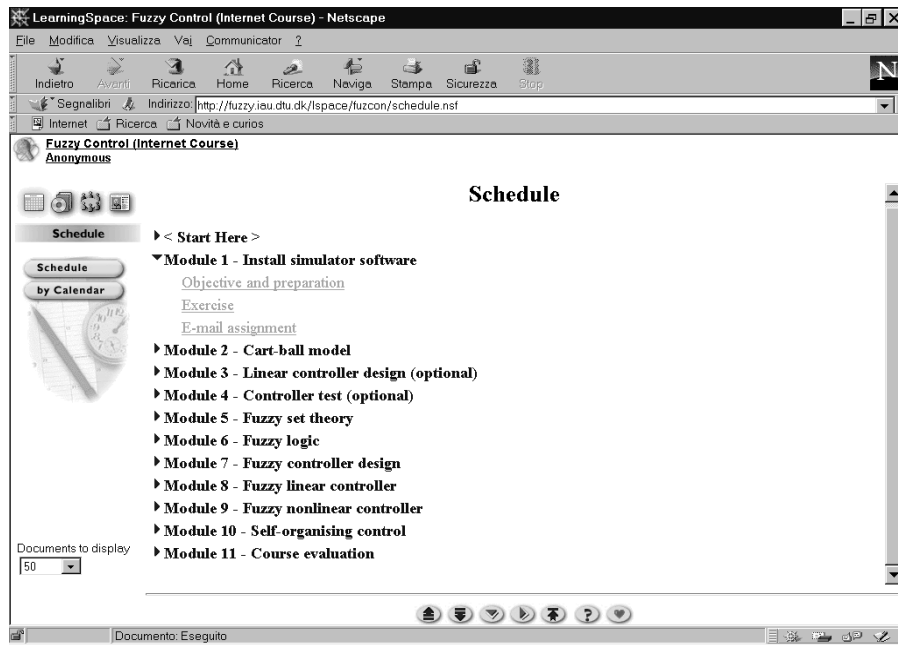 LearningSpace: Fuzzy Control (Internet Course) - Netscape
File Modifica Visualizza Vai Communicator ?
Indietro Avanti Ricarica Home Ricerca Naviga Stampa Sicurezza Stop
N
Segnalibri Indirizzo: http://fuzzy.iau.dtu.dk/lspace/fuzcon/schedule.nsf
Internet Ricerca Novità e curios
Fuzzy Control (Internet Course)
Anonymous
Schedule
Schedule
Schedule
by Calendar
< Start Here >
Module 1 - Install simulator software
Objective and preparation
Exercise
E-mail assignment
Module 2 - Cart-ball model
Module 3 - Linear controller design (optional)
Module 4 - Controller test (optional)
Module 5 - Fuzzy set theory
Module 6 - Fuzzy logic
Module 7 - Fuzzy controller design
Module 8 - Fuzzy linear controller
Module 9 - Fuzzy nonlinear controller
Module 10 - Self-organising control
Module 11 - Course evaluation
Documents to display
50
Documento: Eseguito